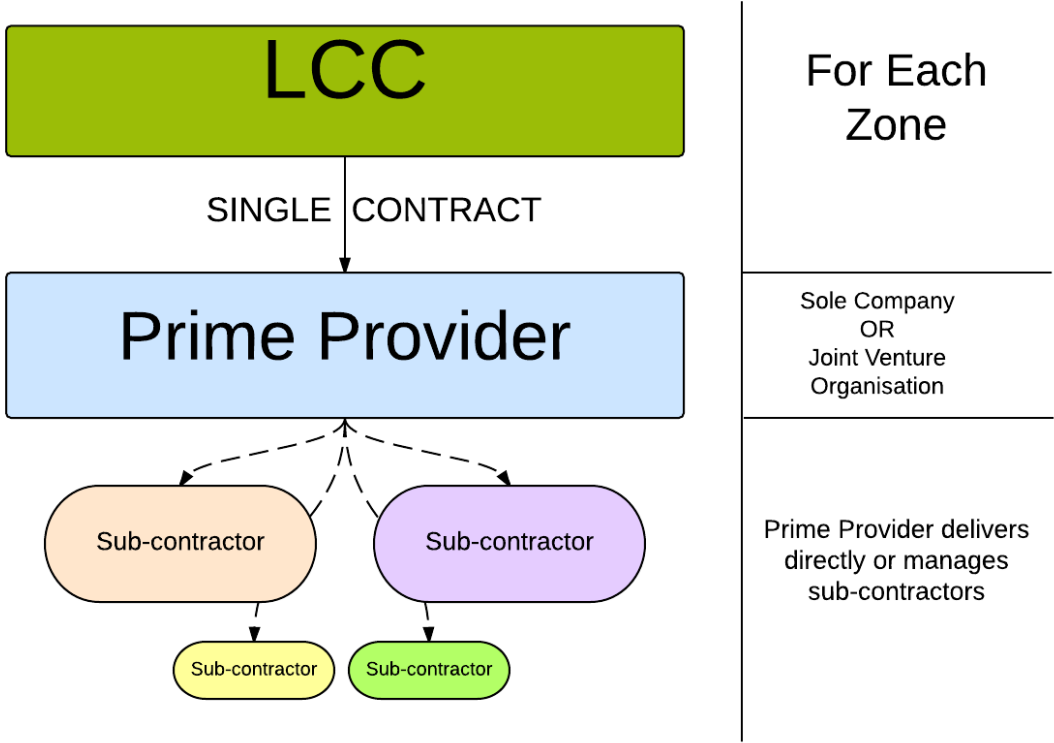 LCC
For Each
Zone
SINGLE CONTRACT
Prime Provider
Sole Company
OR
Joint Venture
Organisation
Sub-contractor
Sub-contractor
Prime Provider delivers
directly or manages
sub-contractors
Sub-contractor
Sub-contractor